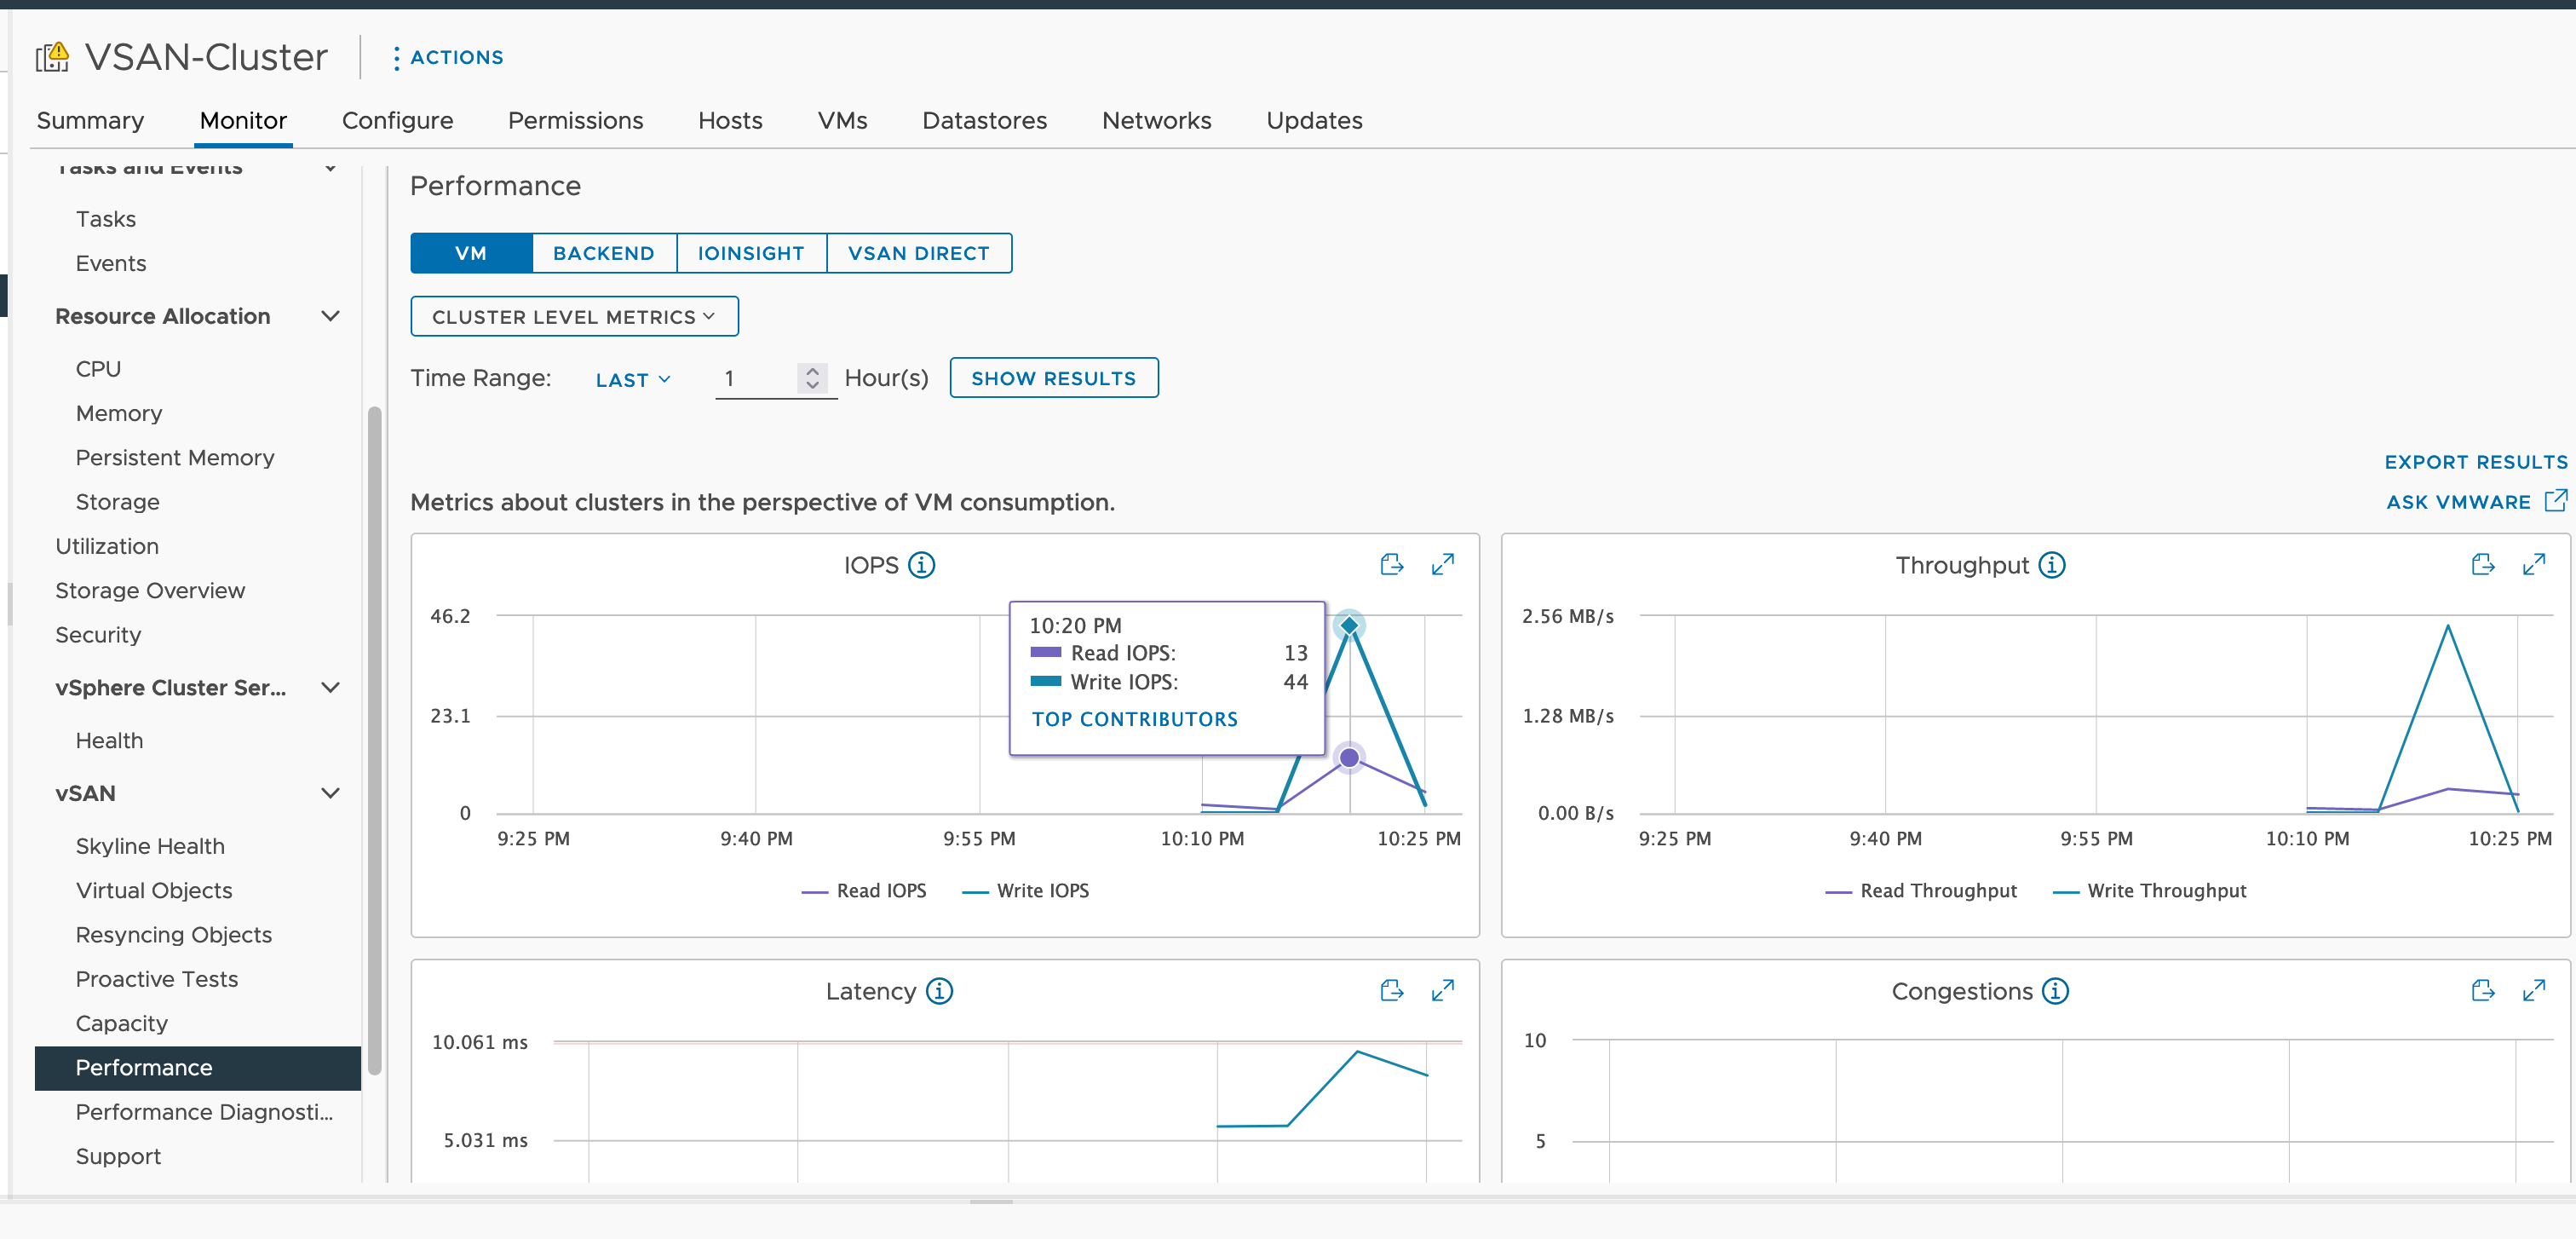 VSAN-Cluster
ACTIONS
Summary Monitor Configure Permissions Hosts VMs Datastores Networks Updates
Tasks and Events
Tasks
Events
Resource Allocation
CPU
Memory
Persistent Memory
Storage
Utilization
Storage Overview
Security
vSphere Cluster Ser...
Health
vSAN
Skyline Health
Virtual Objects
Resyncing Objects
Proactive Tests
Capacity
Performance
Performance Diagnosti...
Support
Performance
VM BACKEND IOINSIGHT VSAN DIRECT
CLUSTER LEVEL METRICS
Time Range: LAST 1 Hour(s) SHOW RESULTS
EXPORT RESULTS
Metrics about clusters in the perspective of VM consumption.
ASK VMWARE
IOPS
46.2
23.1
0
10:20 PM
Read IOPS: 13
Write IOPS: 44
TOP CONTRIBUTORS
9:25 PM 9:40 PM 9:55 PM 10:10 PM 10:25 PM
Read IOPS Write IOPS
Throughput
2.56 MB/s
1.28 MB/s
0.00 B/s
9:25 PM 9:40 PM 9:55 PM 10:10 PM 10:25 PM
Read Throughput Write Throughput
Latency
10.061 ms
5.031 ms
Congestions
10
5